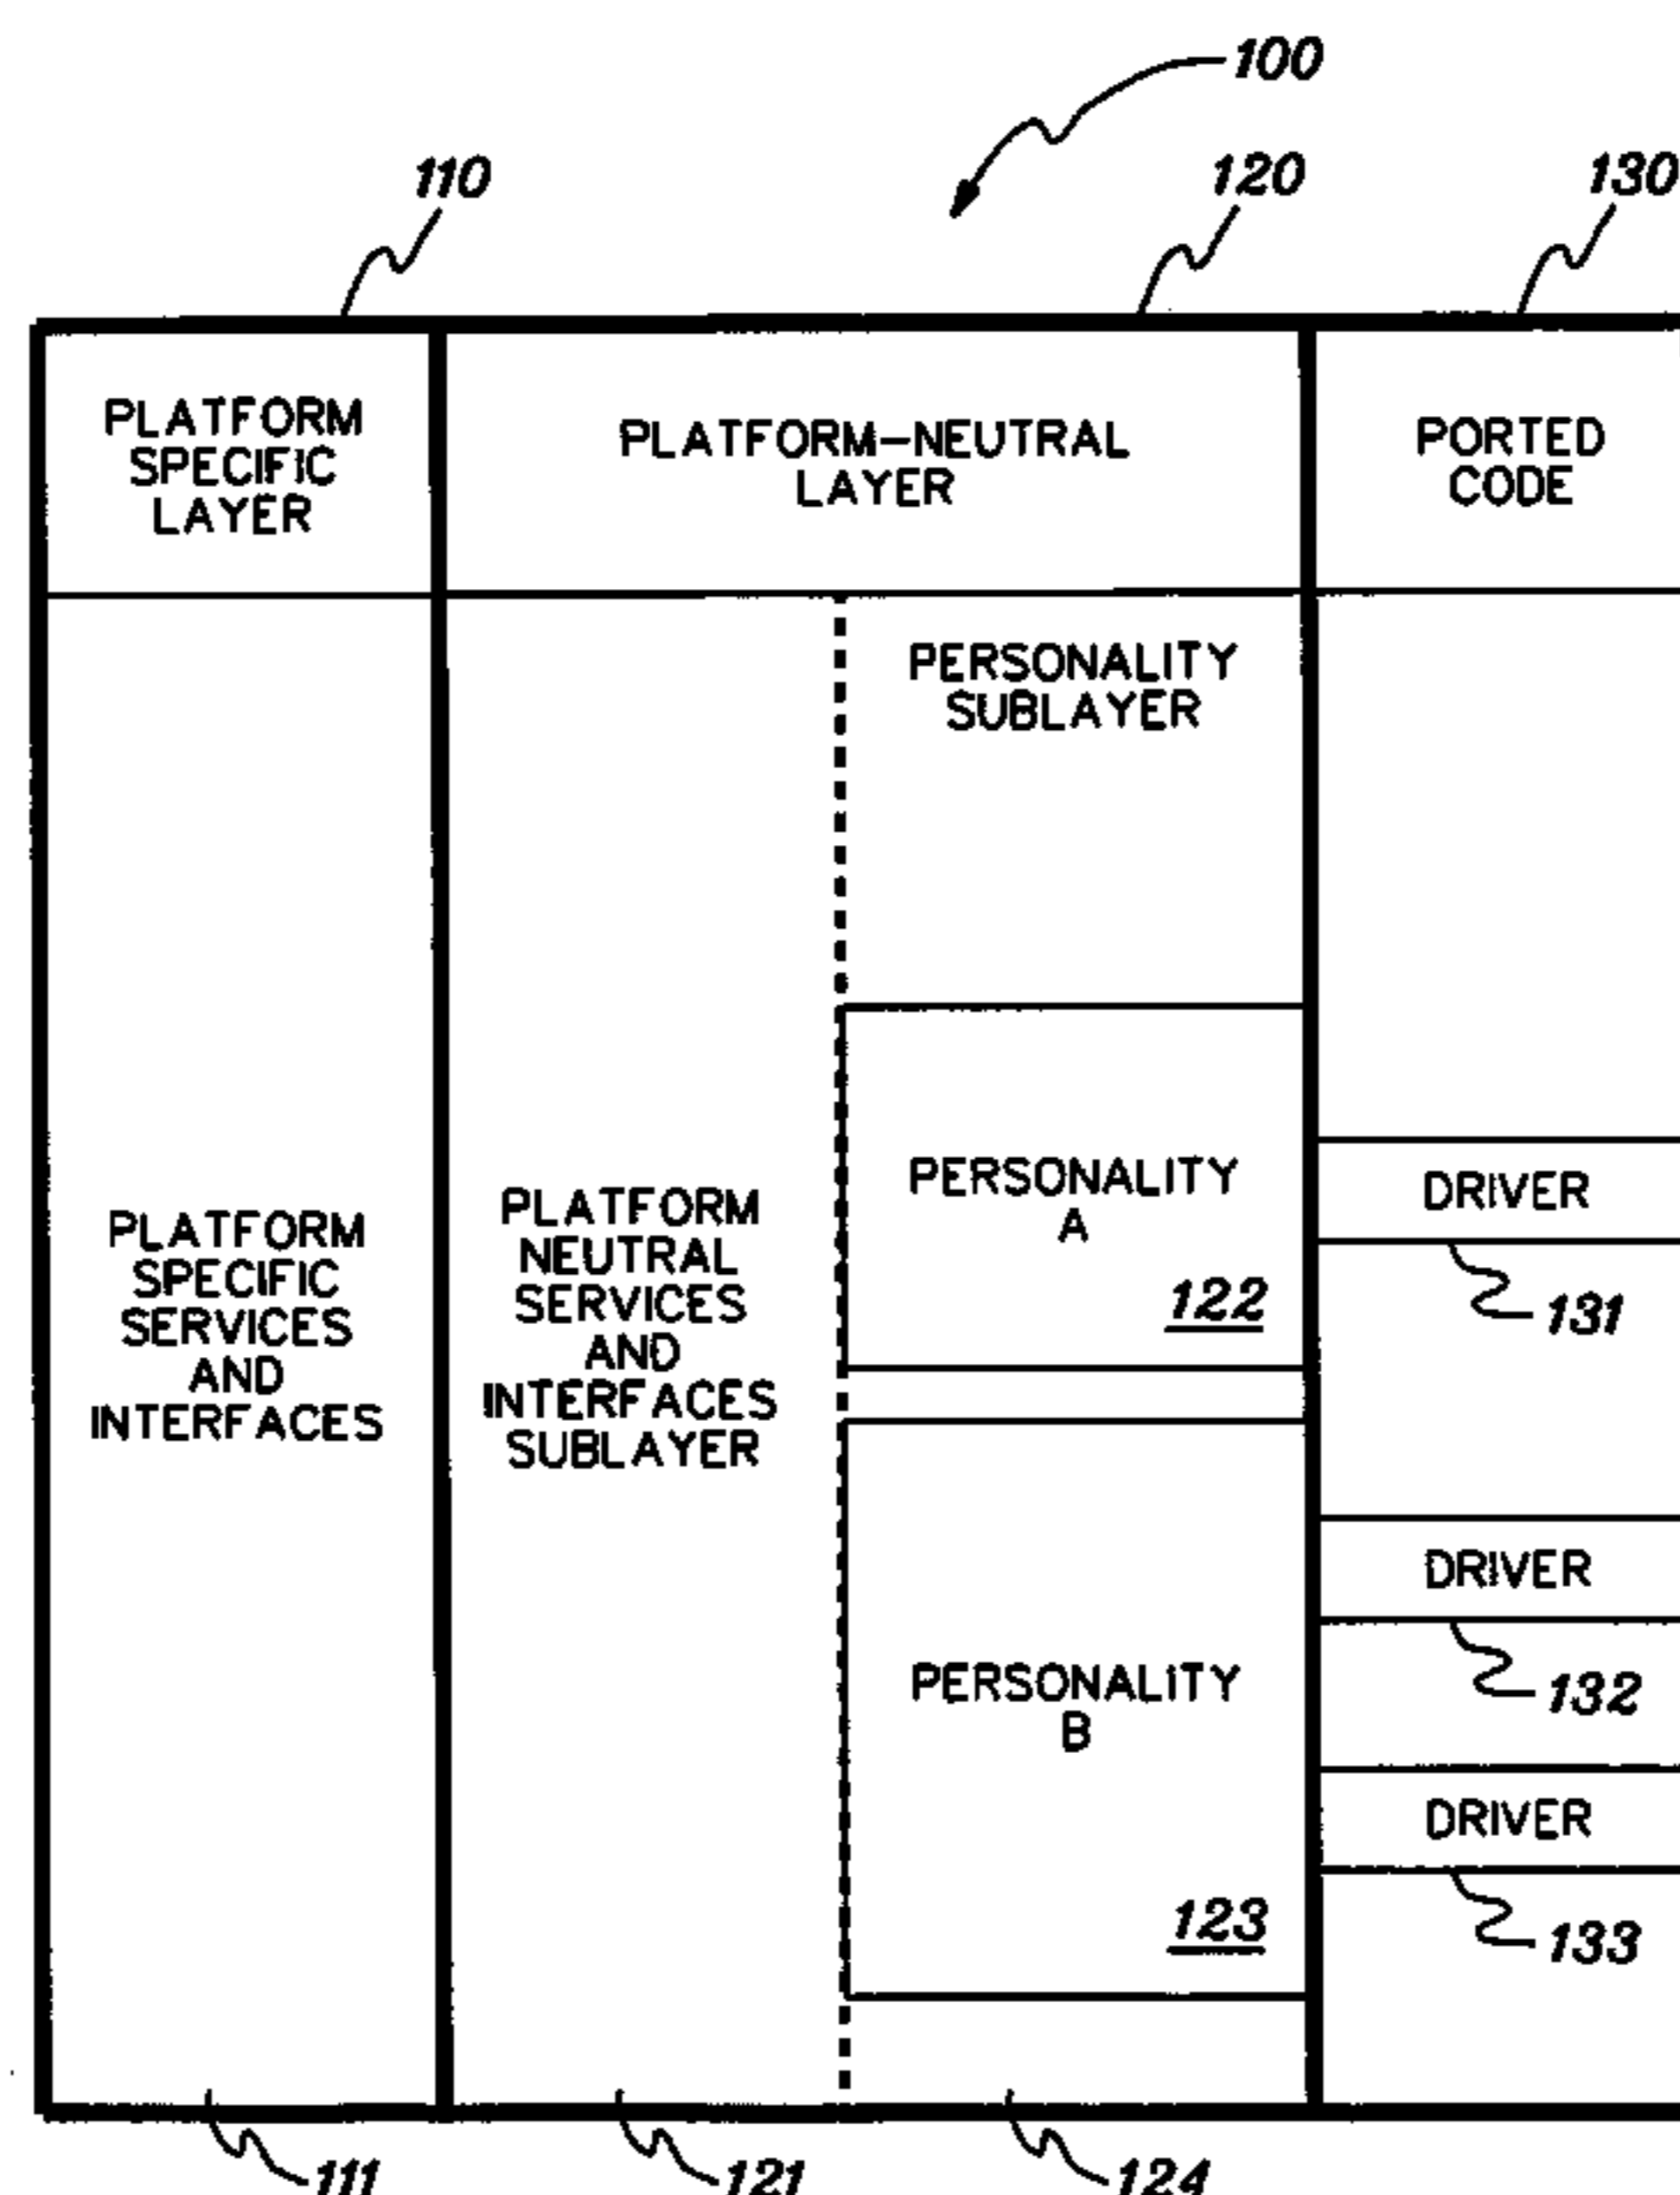 100
110
120
130
PLATFORM
SPECIFIC
LAYER
PLATFORM-NEUTRAL
LAYER
PORTED
CODE
PERSONALITY
SUBLAYER
PLATFORM
SPECIFIC
SERVICES
AND
INTERFACES
PLATFORM
NEUTRAL
SERVICES
AND
INTERFACES
SUBLAYER
PERSONALITY
A
122
DRIVER
131
PERSONALITY
B
123
DRIVER
132
DRIVER
133
111
121
124